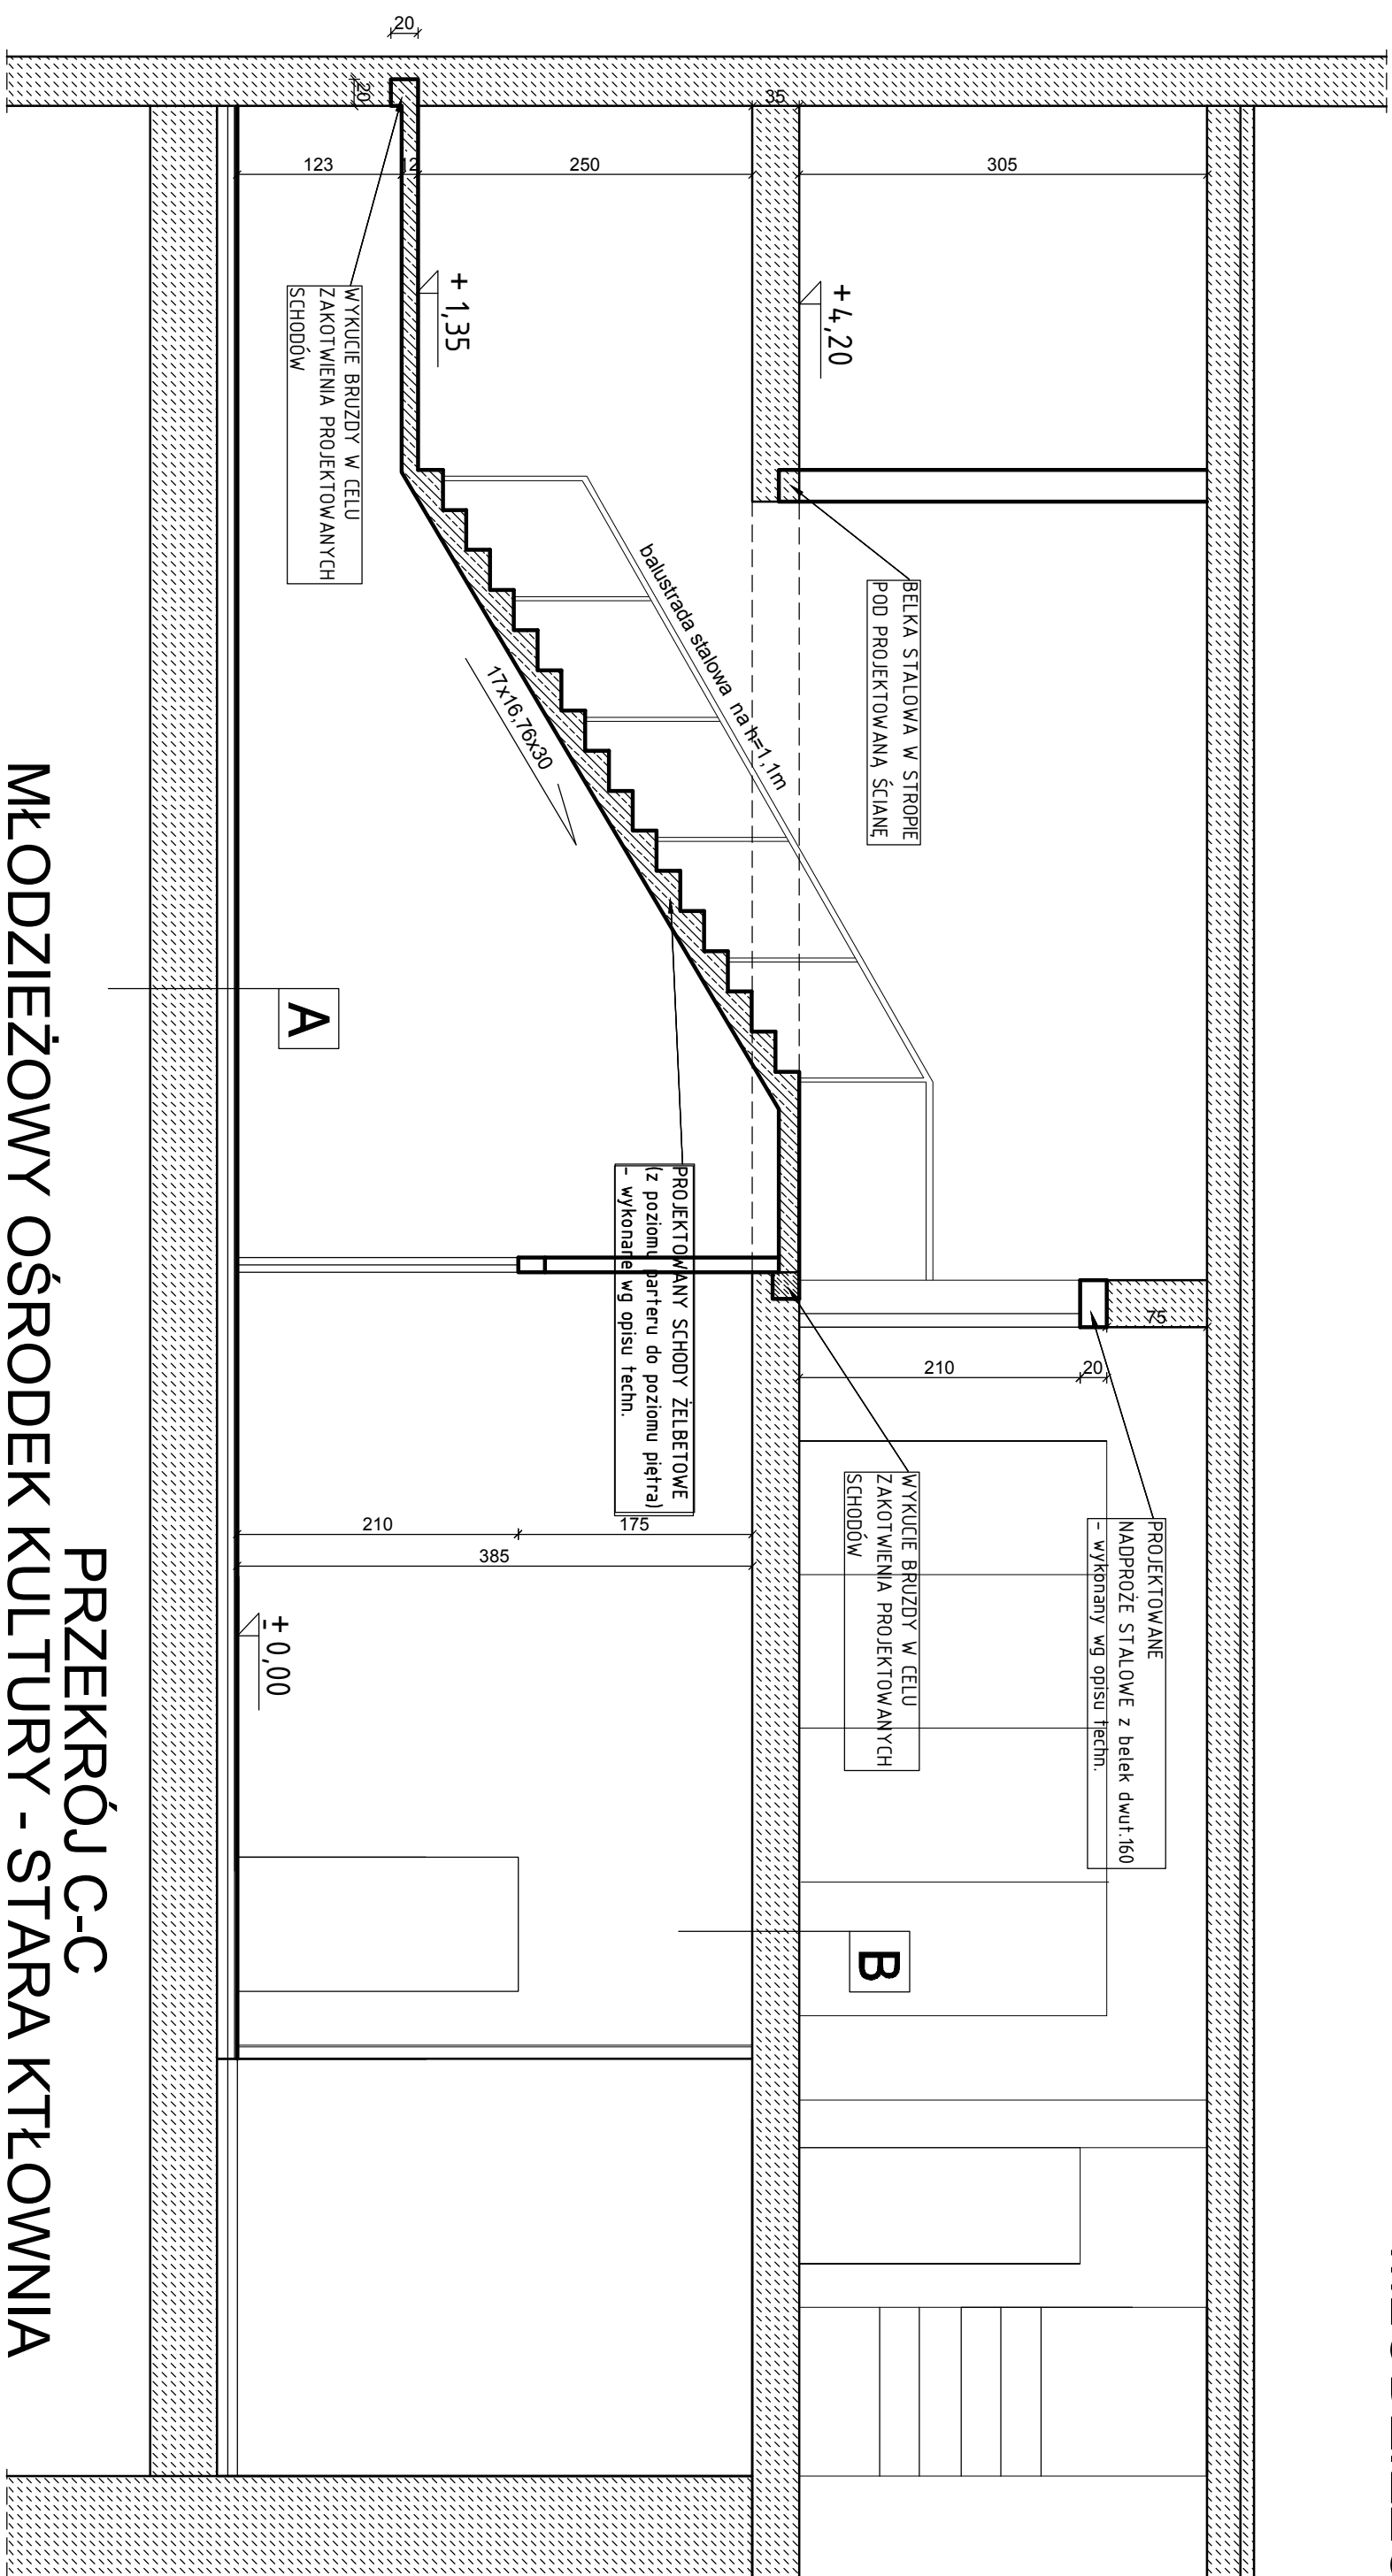 20
20
35
123
12
250
305
+ 1,35
+ 4,20
WYKUCIE BRUZDY W CELU
ZAKOTWIENIA PROJEKTOWANYCH
SCHODÓW
BELKA STALOWA W STROPIE
POD PROJEKTOWANĄ ŚCIANĘ
balustrada stalowa na h=1,1m
17x16,76x30
A
PROJEKTOWANY SCHODY ŻELBETOWE
(z poziomu parteru do poziomu piętra)
- wykonane wg opisu techn.
75
210
20
WYKUCIE BRUZDY W CELU
ZAKOTWIENIA PROJEKTOWANYCH
SCHODÓW
PROJEKTOWANE
NADPROŻE STALOWE z belek dwut.160
- wykonany wg opisu techn.
210
175
385
± 0,00
B
PRZEKRÓJ C-C
MŁODZIEŻOWY OŚRODEK KULTURY - STARA KTŁOWNIA